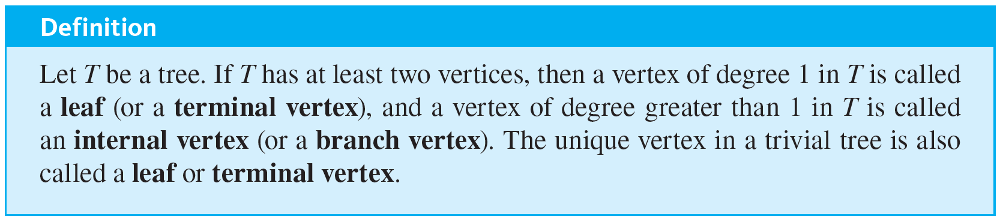 Definition
Let T be a tree. If T has at least two vertices, then a vertex of degree 1 in T is called
a leaf (or a terminal vertex), and a vertex of degree greater than 1 in T is called
an internal vertex (or a branch vertex). The unique vertex in a trivial tree is also
called a leaf or terminal vertex.